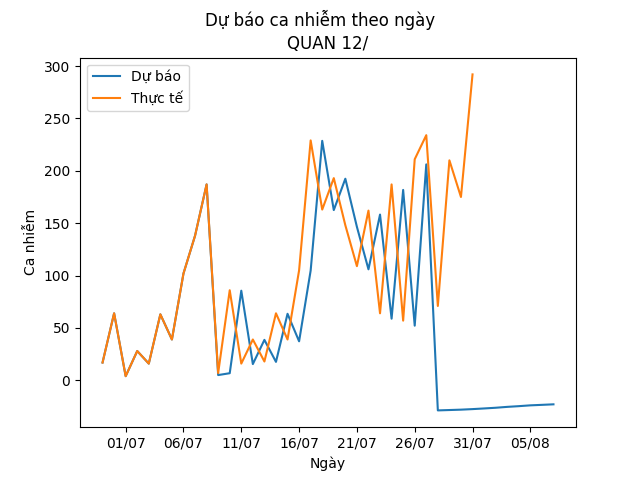 Dự báo ca nhiễm theo ngày
QUAN 12/
Dự báo
Thực tế
300
250
200
150
100
50
0
Ca nhiễm
01/07 06/07 11/07 16/07 21/07 26/07 31/07 05/08
Ngày